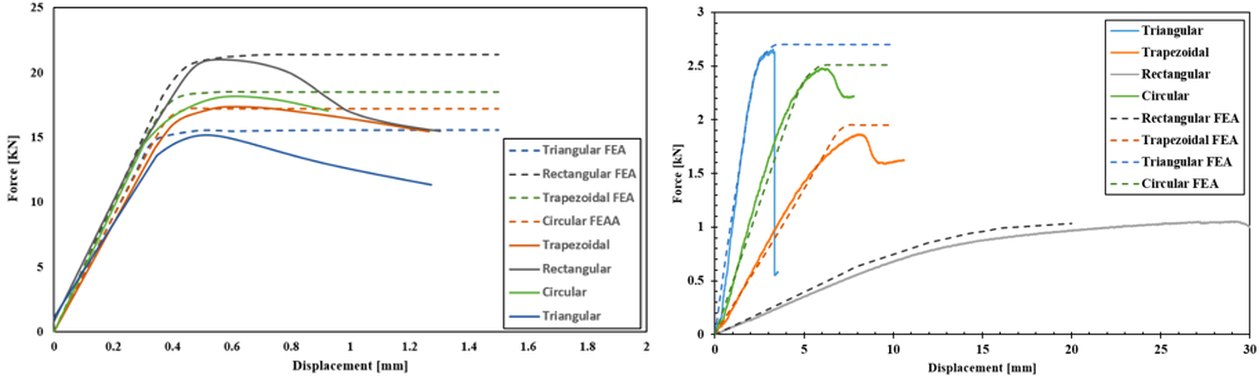 25
20
15
10
5
0
Force [KN]
0 0.2 0.4 0.6 0.8 1 1.2 1.4 1.6 1.8 2
Displacement [mm]
Triangular FEA
Rectangular FEA
Trapezoidal FEA
Circular FEAA
Trapezoidal
Rectangular
Circular
Triangular
3
2.5
2
1.5
1
0.5
0
Force [kN]
0 5 10 15 20 25 30
Displacement [mm]
Triangular
Trapezoidal
Rectangular
Circular
Rectangular FEA
Trapezoidal FEA
Triangular FEA
Circular FEA